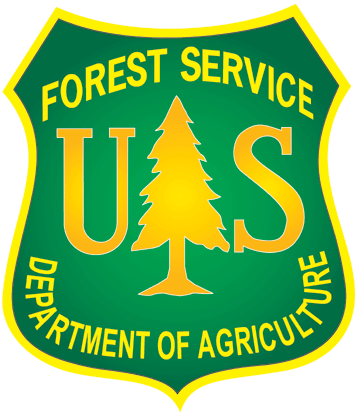 FOREST SERVICE
U S
DEPARTMENT OF AGRICULTURE